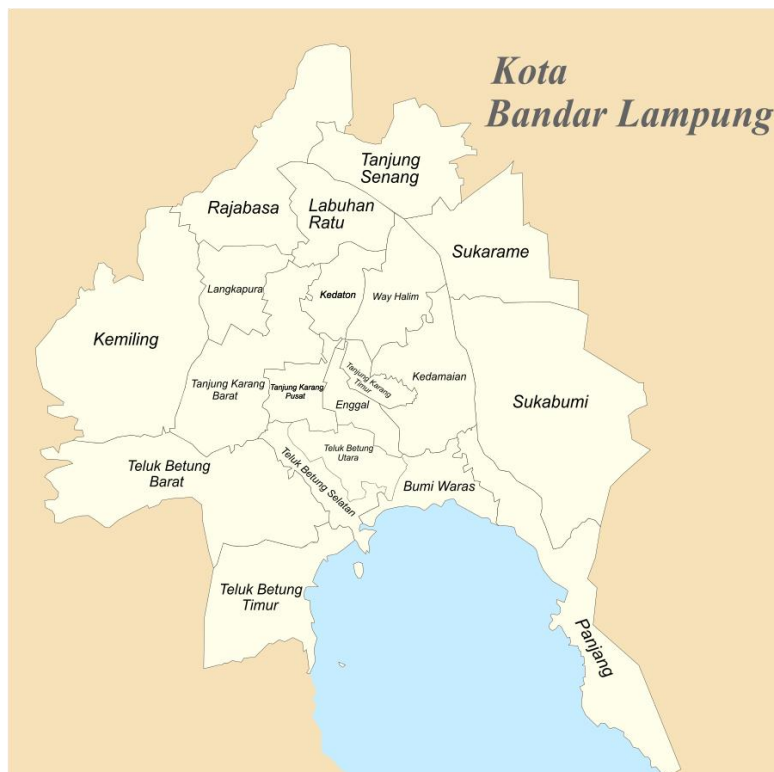 Kota
Bandar Lampung
Tanjung
Senang
Rajabasa
Labuhan
Ratu
Sukarame
Langkapura
Kedaton
Way Halim
Kemiling
Tanjung Karang
Barat
Tanjung Karang
Pusat
Enggal
Tanjung Karang
Timur
Kedamaian
Sukabumi
Teluk Betung
Barat
Teluk Betung
Utara
Teluk Betung Selatan
Bumi Waras
Teluk Betung
Timur
Panjang